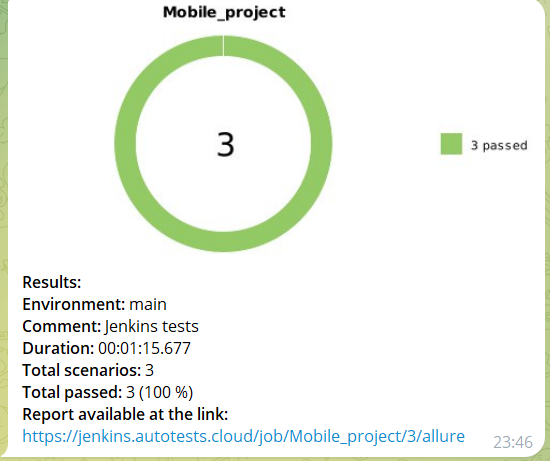 Mobile_project
3
3 passed
Results:
Environment: main
Comment: Jenkins tests
Duration: 00:01:15.677
Total scenarios: 3
Total passed: 3 (100 %)
Report available at the link:
https://jenkins.autotests.cloud/job/Mobile_project/3/allure
23:46